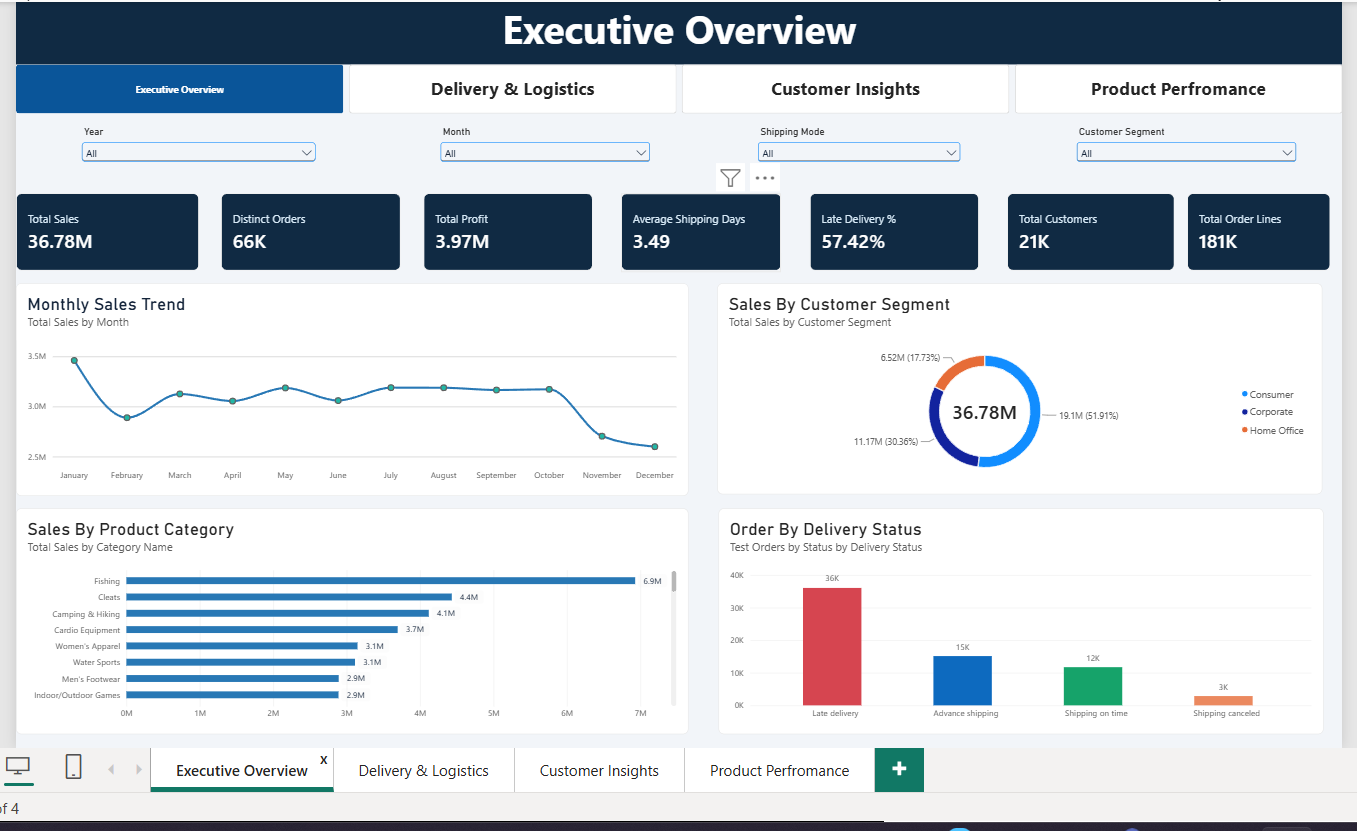 Executive Overview
Executive Overview
Delivery & Logistics
Customer Insights
Product Perfromance
Year
All
Month
All
Shipping Mode
All
Customer Segment
All
Total Sales
36.78M
Distinct Orders
66K
Total Profit
3.97M
Average Shipping Days
3.49
Late Delivery %
57.42%
Total Customers
21K
Total Order Lines
181K
Monthly Sales Trend
Total Sales by Month
3.5M
3.0M
2.5M
January February March April May June July August September October November December
Sales By Customer Segment
Total Sales by Customer Segment
6.52M (17.73%)
36.78M
19.1M (51.91%)
11.17M (30.36%)
Consumer
Corporate
Home Office
Sales By Product Category
Total Sales by Category Name
Fishing 6.9M
Cleats 4.4M
Camping & Hiking 4.1M
Cardio Equipment 3.7M
Women's Apparel 3.1M
Water Sports 3.1M
Men's Footwear 2.9M
Indoor/Outdoor Games 2.9M
0M 1M 2M 3M 4M 5M 6M 7M
Order By Delivery Status
Test Orders by Status by Delivery Status
40K
30K
20K
10K
0K
36K
15K
12K
3K
Late delivery Advance shipping Shipping on time Shipping canceled
Executive Overview X
Delivery & Logistics
Customer Insights
Product Perfromance
+
of 4